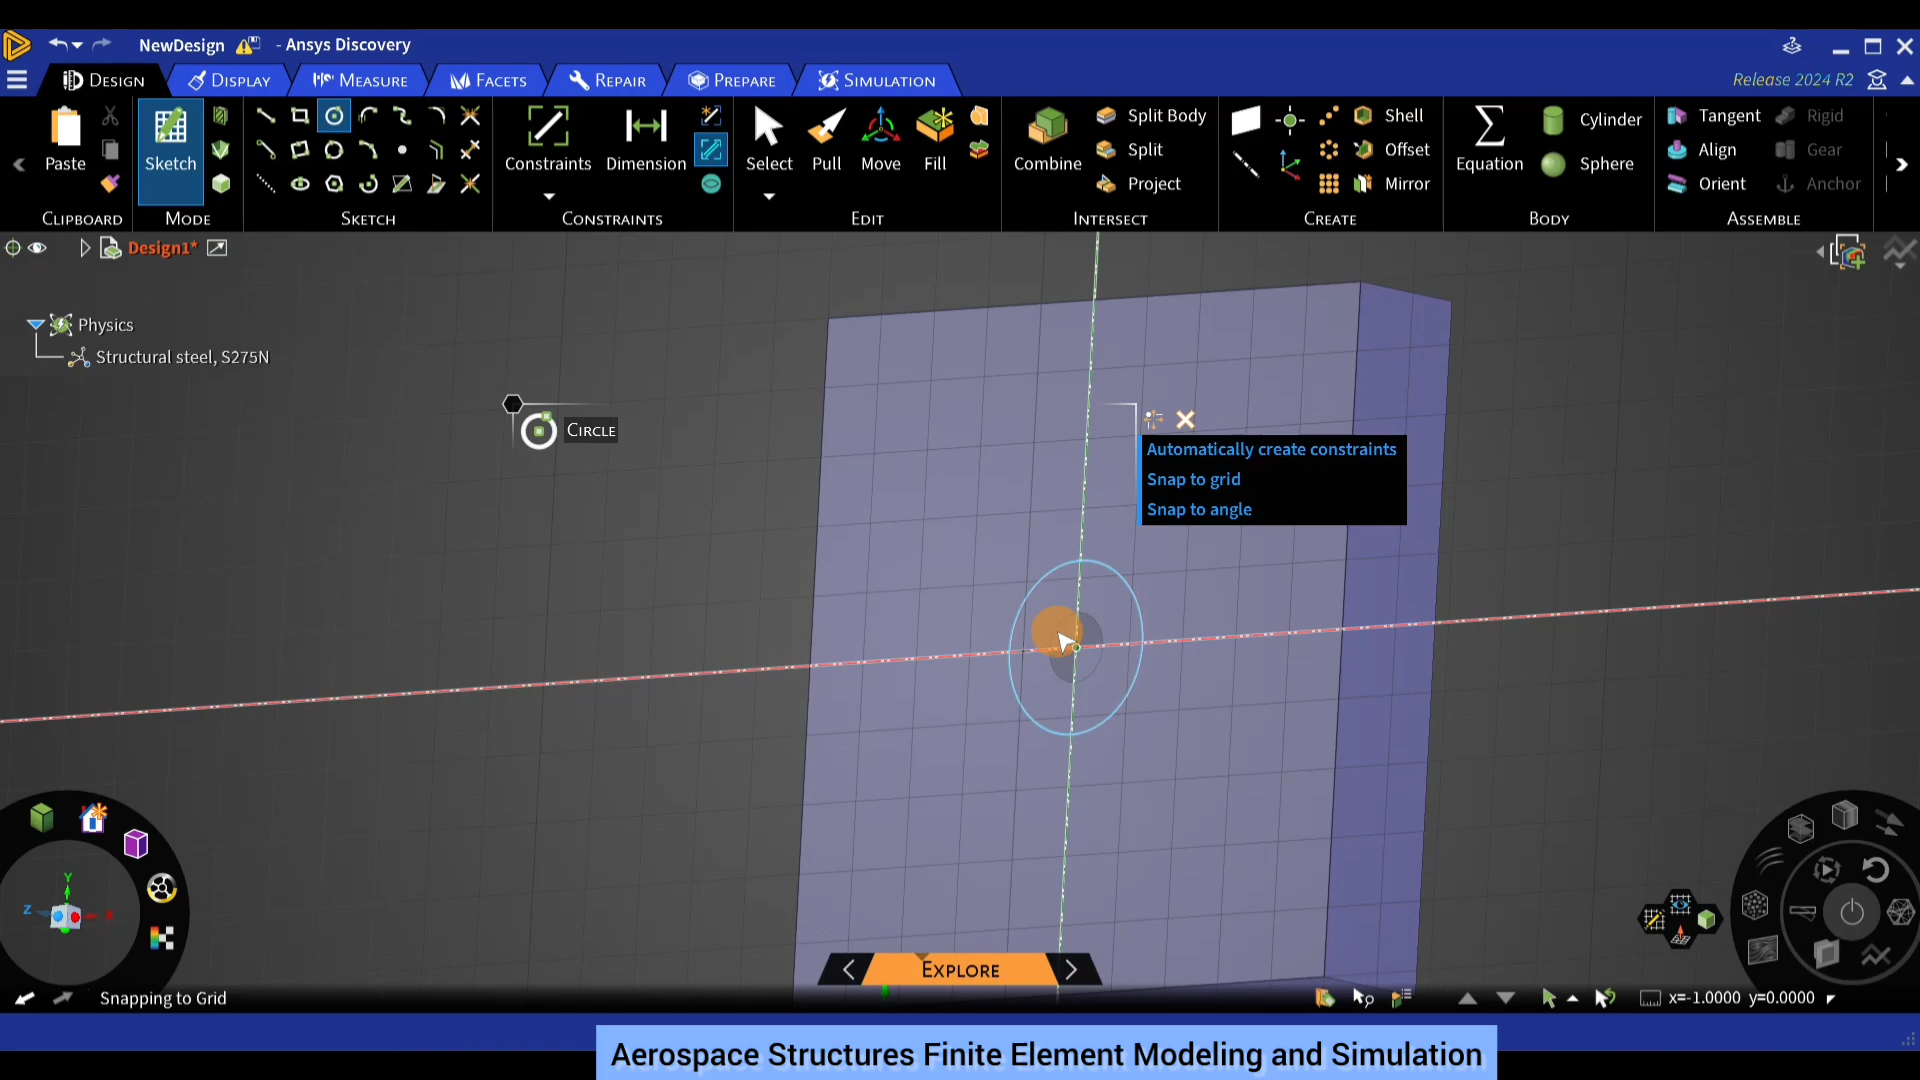 NewDesign - Ansys Discovery
Design
Display
Measure
Facets
Repair
Prepare
Simulation
Release 2024 R2
Paste
Clipboard
Sketch
Mode
Sketch
Constraints
Dimension
Constraints
Select
Pull
Move
Fill
Edit
Combine
Split Body
Split
Project
Intersect
Shell
Offset
Mirror
Create
Equation
Cylinder
Sphere
Body
Tangent
Align
Orient
Rigid
Gear
Anchor
Assemble
Design1*
Physics
Structural steel, S275N
Circle
Automatically create constraints
Snap to grid
Snap to angle
Y
Z
X
Explore
Snapping to Grid
x=-1.0000 y=0.0000
Aerospace Structures Finite Element Modeling and Simulation